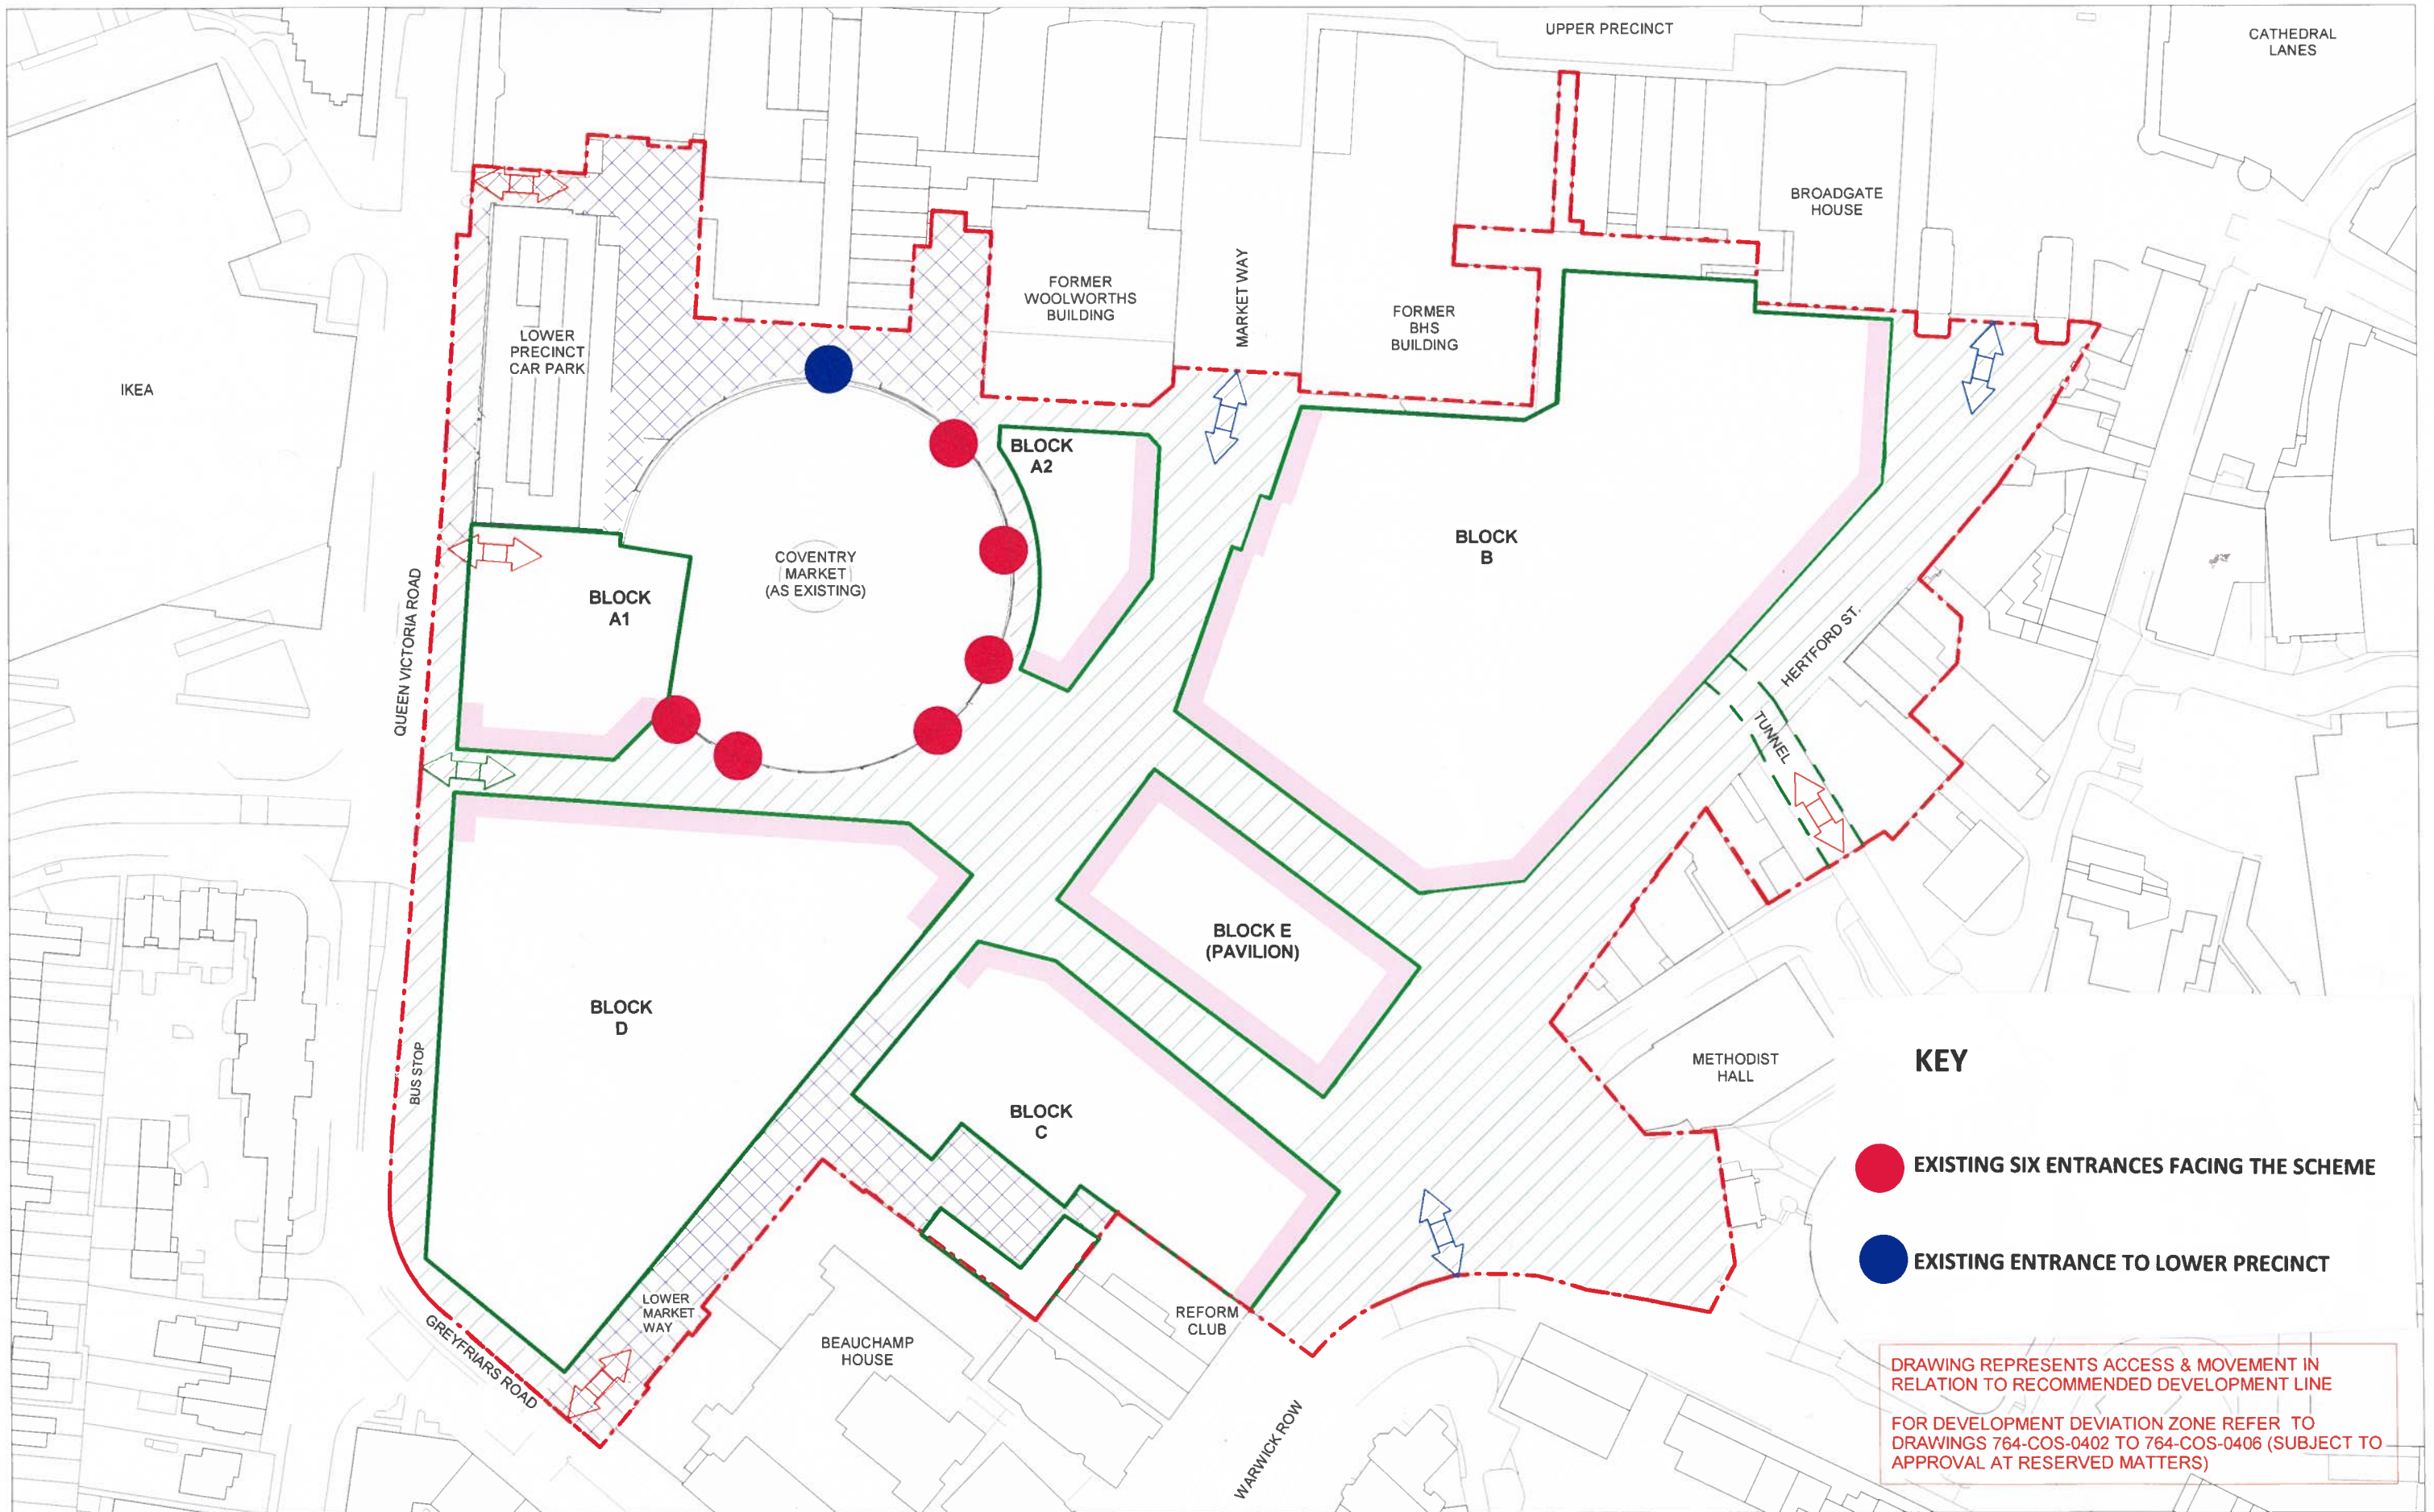 UPPER PRECINCT
CATHEDRAL
LANES
BROADGATE
HOUSE
FORMER
WOOLWORTHS
BUILDING
MARKET WAY
FORMER
BHS
BUILDING
LOWER
PRECINCT
CAR PARK
IKEA
BLOCK
A2
BLOCK
B
COVENTRY
MARKET
(AS EXISTING)
BLOCK
A1
QUEEN VICTORIA ROAD
HERTFORD ST.
TUNNEL
BLOCK E
(PAVILION)
BLOCK
D
BUS STOP
METHODIST
HALL
BLOCK
C
LOWER
MARKET
WAY
REFORM
CLUB
BEAUCHAMP
HOUSE
GREYFRIARS ROAD
WARWICK ROW
KEY
EXISTING SIX ENTRANCES FACING THE SCHEME
EXISTING ENTRANCE TO LOWER PRECINCT
DRAWING REPRESENTS ACCESS & MOVEMENT IN
RELATION TO RECOMMENDED DEVELOPMENT LINE
FOR DEVELOPMENT DEVIATION ZONE REFER TO
DRAWINGS 764-COS-0402 TO 764-COS-0406 (SUBJECT TO
APPROVAL AT RESERVED MATTERS)